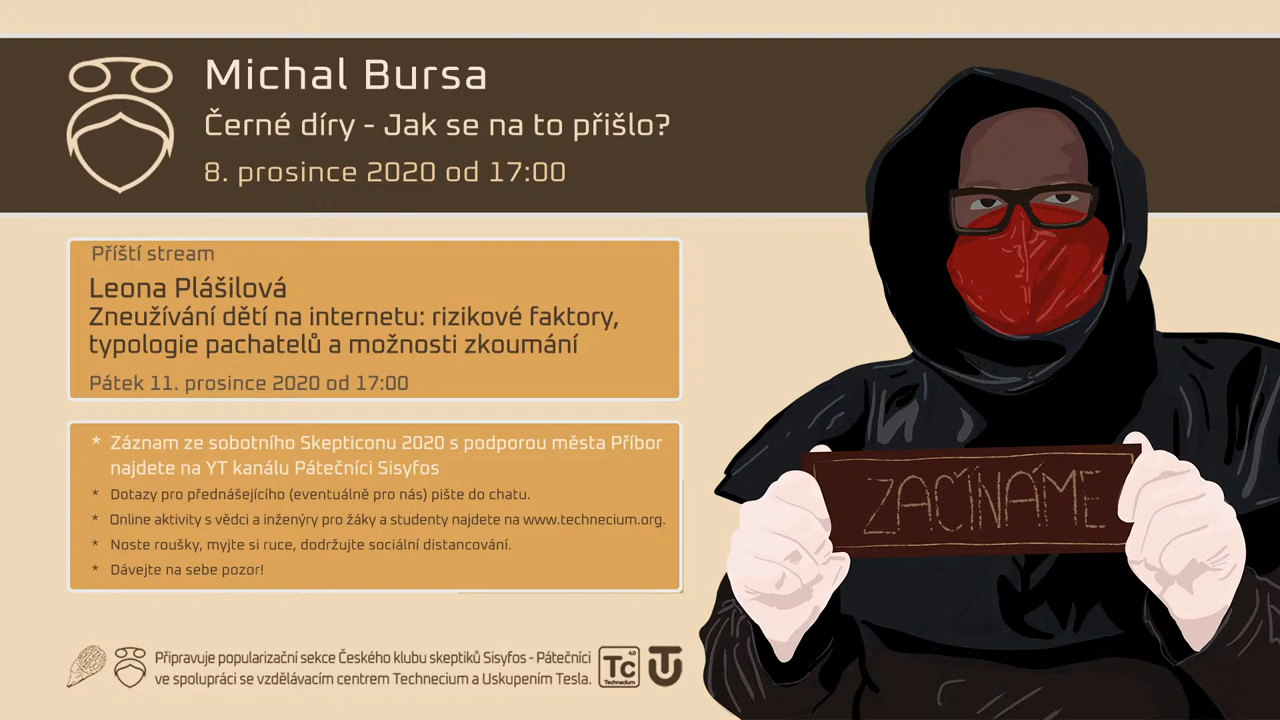 Michal Bursa
Černé díry - Jak se na to přišlo?
8. prosince 2020 od 17:00
Příští stream
Leona Plášilová
Zneužívání dětí na internetu: rizikové faktory,
typologie pachatelů a možnosti zkoumání
Pátek 11. prosince 2020 od 17:00
* Záznam ze sobotního Skepticonu 2020 s podporou města Příbor
najdete na YT kanálu Pátečníci Sisyfos
* Dotazy pro přednášejícího (eventuálně pro nás) pište do chatu.
* Online aktivity s vědci a inženýry pro žáky a studenty najdete na www.technecium.org.
* Noste roušky, myjte si ruce, dodržujte sociální distancování.
* Dávejte na sebe pozor!
ZAČÍNÁME
Připravuje popularizační sekce Českého klubu skeptiků Sisyfos - Pátečníci
ve spolupráci se vzdělávacím centrem Technecium a Uskupením Tesla.
4.0
Tc
Technecium